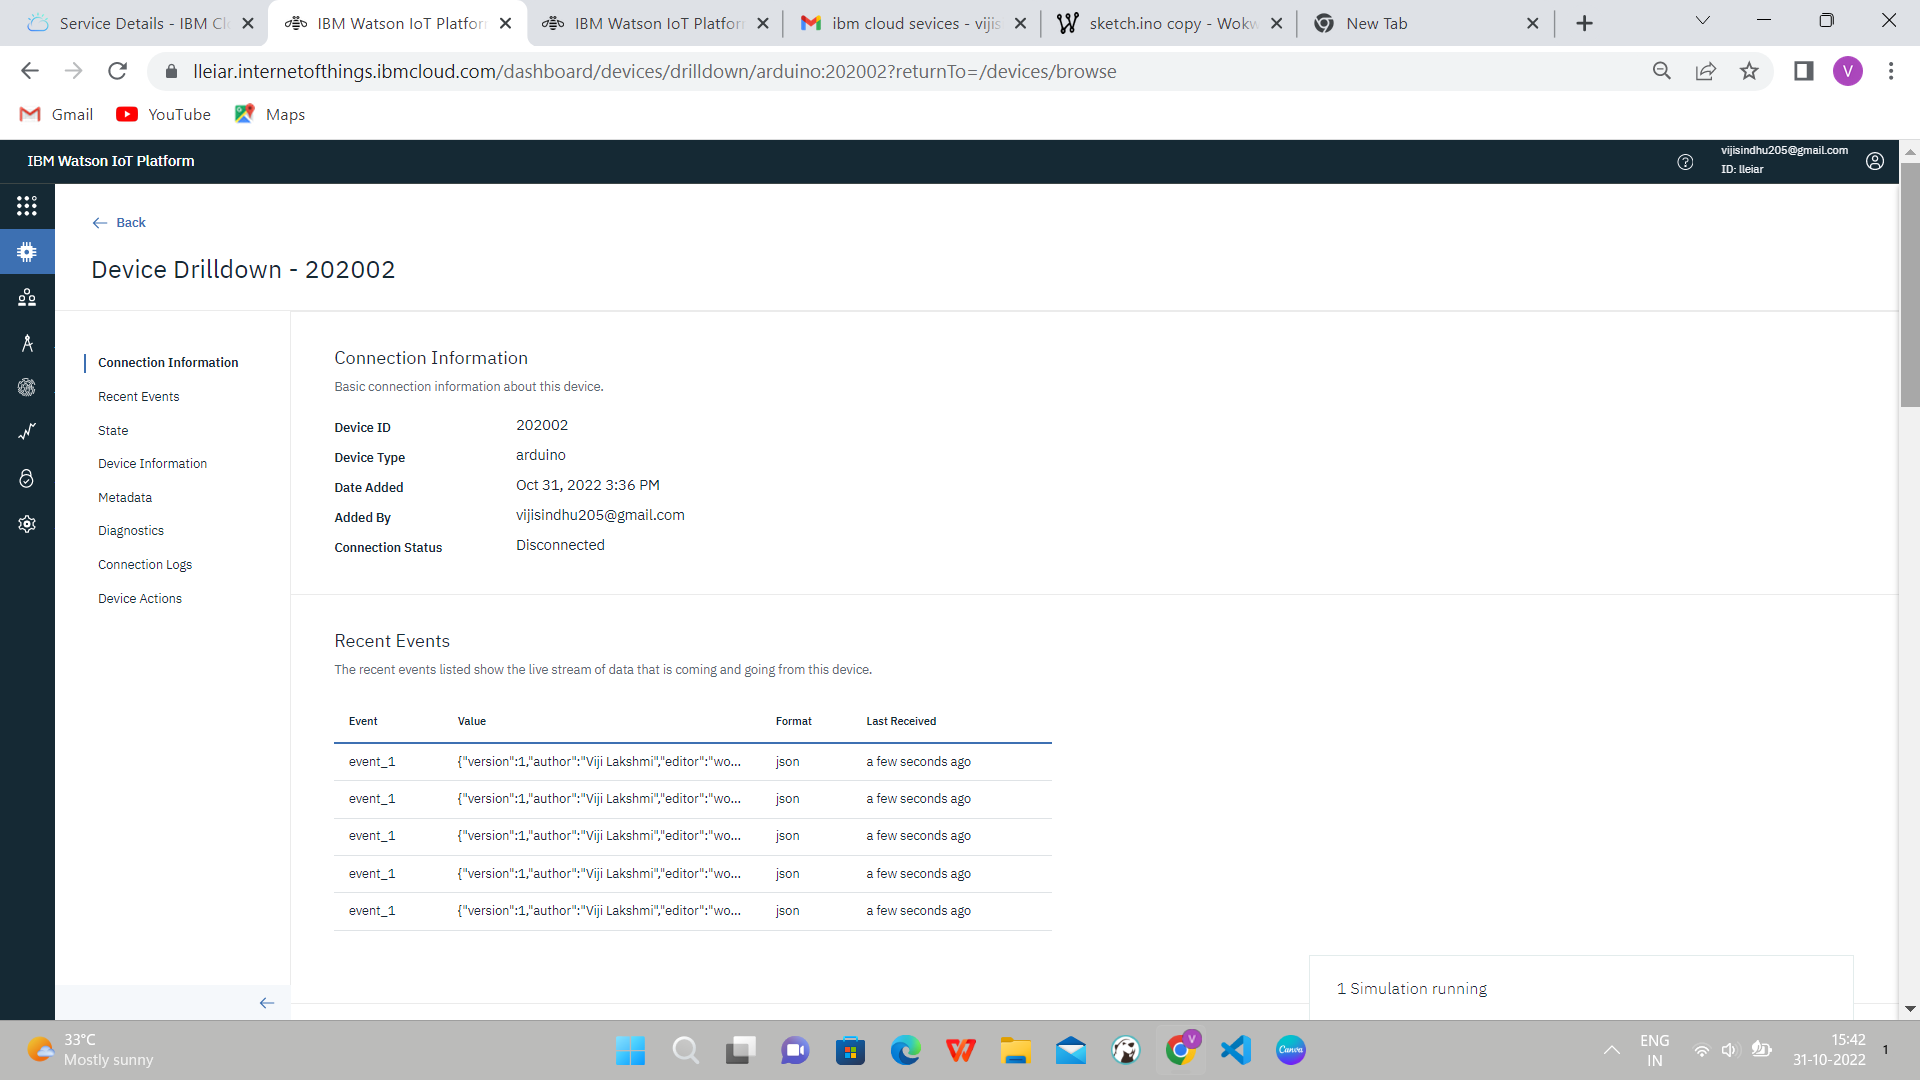 Service Details - IBM Cl
IBM Watson IoT Platform
IBM Watson IoT Platfor
ibm cloud sevices - vijis
sketch.ino copy - Wokw
New Tab
lleiar.internetofthings.ibmcloud.com/dashboard/devices/drilldown/arduino:202002?returnTo=/devices/browse
V
Gmail
YouTube
Maps
IBM Watson IoT Platform
vijisindhu205@gmail.com
ID: lleiar
Back
Device Drilldown - 202002
Connection Information
Recent Events
State
Device Information
Metadata
Diagnostics
Connection Logs
Device Actions
Connection Information
Basic connection information about this device.
Device ID 202002
Device Type arduino
Date Added Oct 31, 2022 3:36 PM
Added By vijisindhu205@gmail.com
Connection Status Disconnected
Recent Events
The recent events listed show the live stream of data that is coming and going from this device.
Event Value Format Last Received
event_1 {"version":1,"author":"Viji Lakshmi","editor":"wo... json a few seconds ago
event_1 {"version":1,"author":"Viji Lakshmi","editor":"wo... json a few seconds ago
event_1 {"version":1,"author":"Viji Lakshmi","editor":"wo... json a few seconds ago
event_1 {"version":1,"author":"Viji Lakshmi","editor":"wo... json a few seconds ago
event_1 {"version":1,"author":"Viji Lakshmi","editor":"wo... json a few seconds ago
1 Simulation running
33°C
Mostly sunny
V
Canva
ENG
IN
15:42
31-10-2022
1